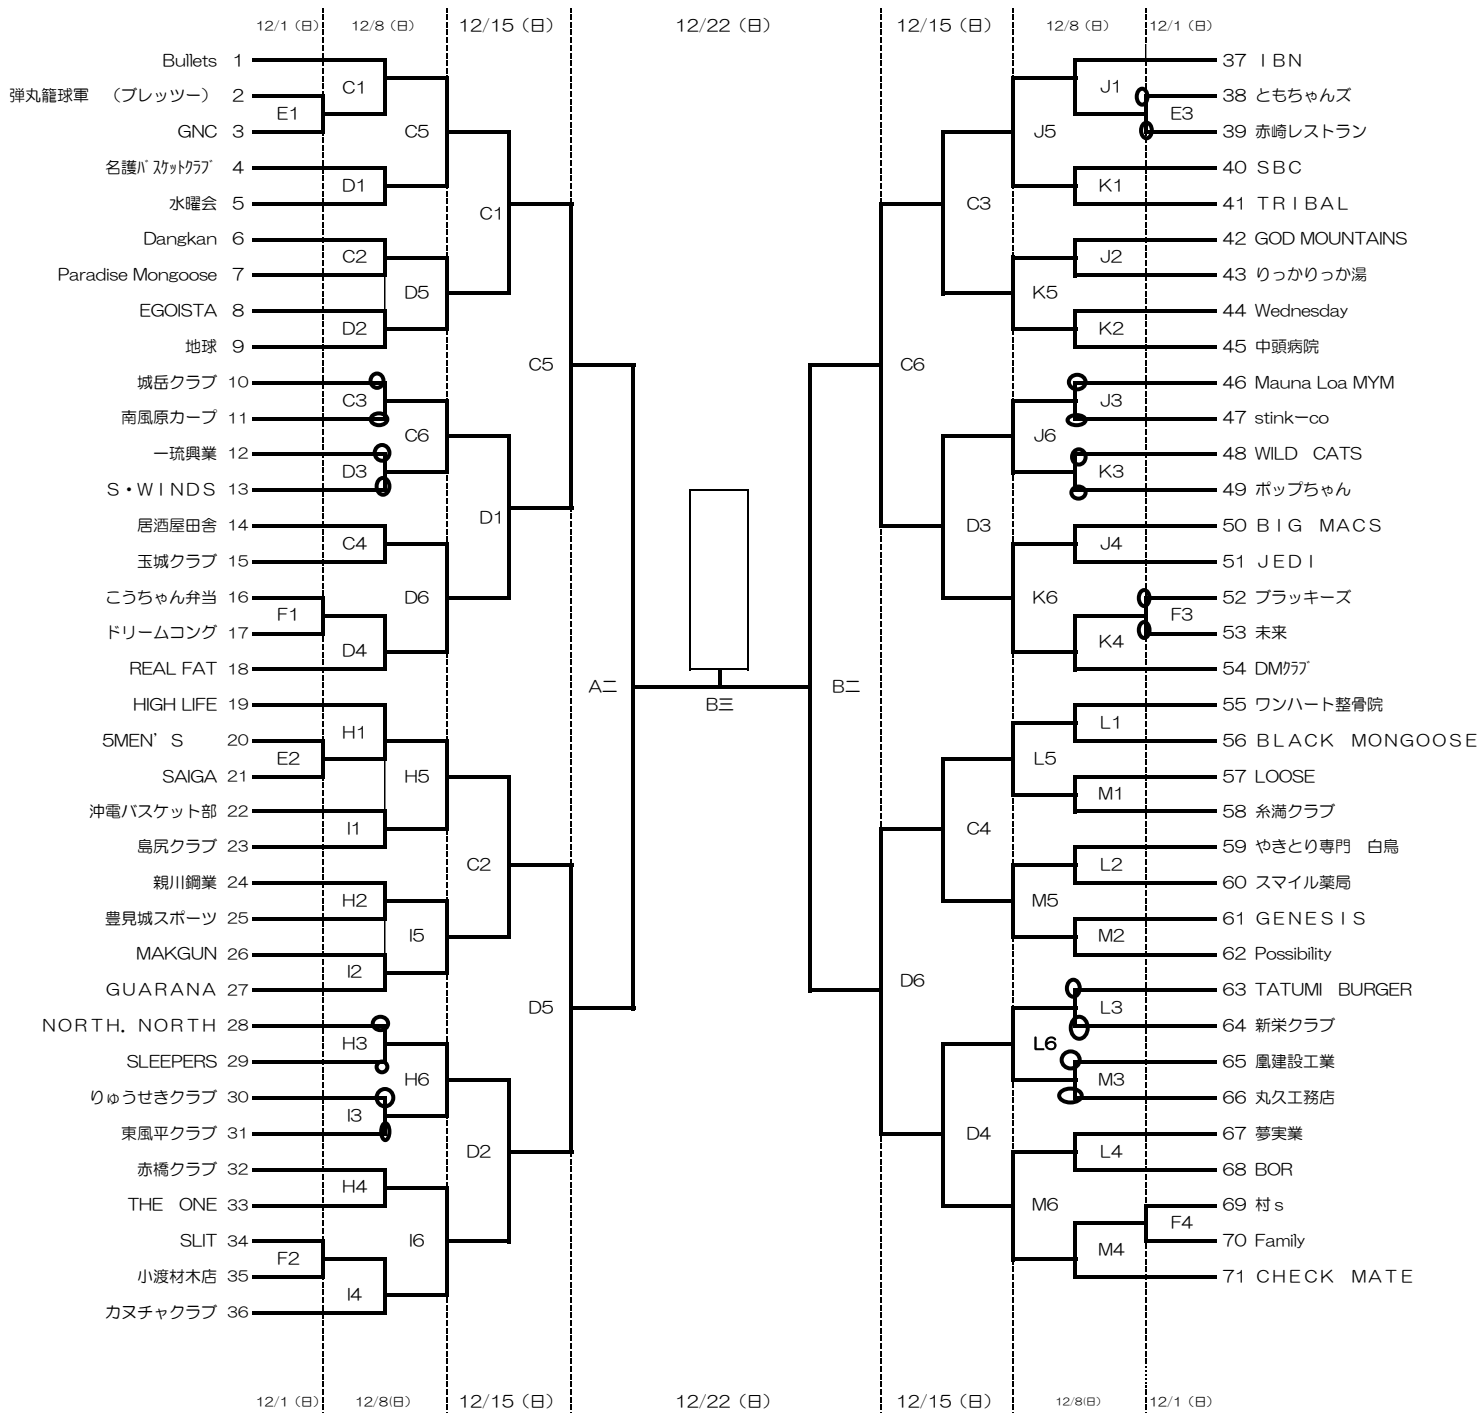 12/1（日） 12/8（日） 12/15（日） 12/22（日） 12/15（日） 12/8（日） 12/1（日）
Bullets 1 37 ＩＢＮ
C1 J1
弾丸籠球軍 （ブレッツー） 2 38 ともちゃんズ
E1 E3
GNC 3 C5 J5 39 赤崎レストラン
名護バスケットクラブ 4 40 ＳＢＣ
D1 K1
水曜会 5 41 ＴＲＩＢＡＬ
C1 C3
Dangkan 6 42 GOD MOUNTAINS
C2 J2
Paradise Mongoose 7 43 りっかりっか湯
D5 K5
EGOISTA 8 44 Wednesday
D2 K2
地球 9 45 中頭病院
C5 C6
城岳クラブ 10 46 Mauna Loa MYM
C3 J3
南風原カープ 11 47 stinkーco
C6 J6
一琉興業 12 48 WILD CATS
D3 K3
Ｓ・ＷＩＮＤＳ 13 49 ポップちゃん
D1 D3
居酒屋田舎 14 50 ＢＩＧ ＭＡＣＳ
C4 J4
玉城クラブ 15 51 ＪＥＤＩ
こうちゃん弁当 16 D6 K6 52 ブラッキーズ
F1 F3
ドリームコング 17 53 未来
D4 K4
REAL FAT 18 54 DMクラブ
A二 B二
HIGH LIFE 19 B三 55 ワンハート整骨院
H1 L1
5MEN’Ｓ 20 56 ＢＬＡＣＫ ＭＯＮＧＯＯＳＥ
E2 L5
SAIGA 21 H5 57 LOOSE
M1
沖電バスケット部 22 58 糸満クラブ
I1 C4
島尻クラブ 23 59 やきとり専門 白鳥
C2 L2
親川鋼業 24 60 スマイル薬局
H2 M5
豊見城スポーツ 25 61 ＧＥＮＥＳＩＳ
I5 M2
MAKGUN 26 62 Possibility
I2 D6
ＧＵＡＲＡＮＡ 27 63 TATUMI BURGER
D5 L3
ＮＯＲＴＨ．ＮＯＲＴＨ 28 64 新栄クラブ
H3 L6
SLEEPERS 29 65 凰建設工業
H6 M3
りゅうせきクラブ 30 66 丸久工務店
I3
東風平クラブ 31 D4 67 夢実業
D2 L4
赤橋クラブ 32 68 BOR
H4
THE ONE 33 M6 69 村ｓ
F4
SLIT 34 I6 70 Family
F2 M4
小渡材木店 35 71 ＣＨＥＣＫ ＭＡＴＥ
I4
カヌチャクラブ 36
12/1（日） 12/8(日) 12/15（日） 12/22（日） 12/15（日） 12/8(日) 12/1（日）